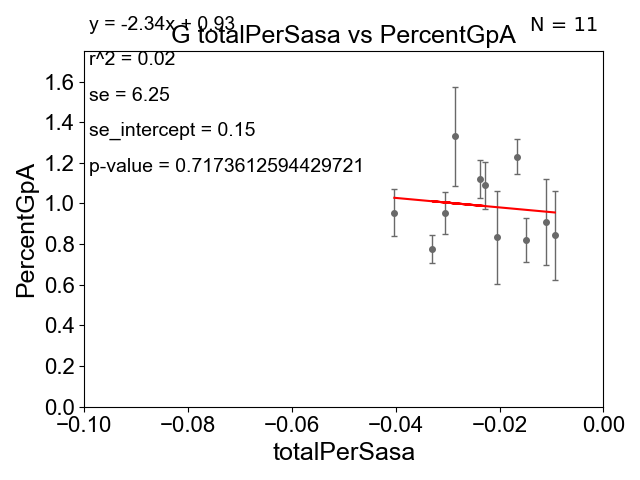 y = -2.34x + 0.93
G totalPerSasa vs PercentGpA
N = 11
r^2 = 0.02
se = 6.25
se_intercept = 0.15
p-value = 0.7173612594429721
PercentGpA
1.6
1.4
1.2
1.0
0.8
0.6
0.4
0.2
0.0
−0.10
−0.08
−0.06
−0.04
−0.02
0.00
totalPerSasa